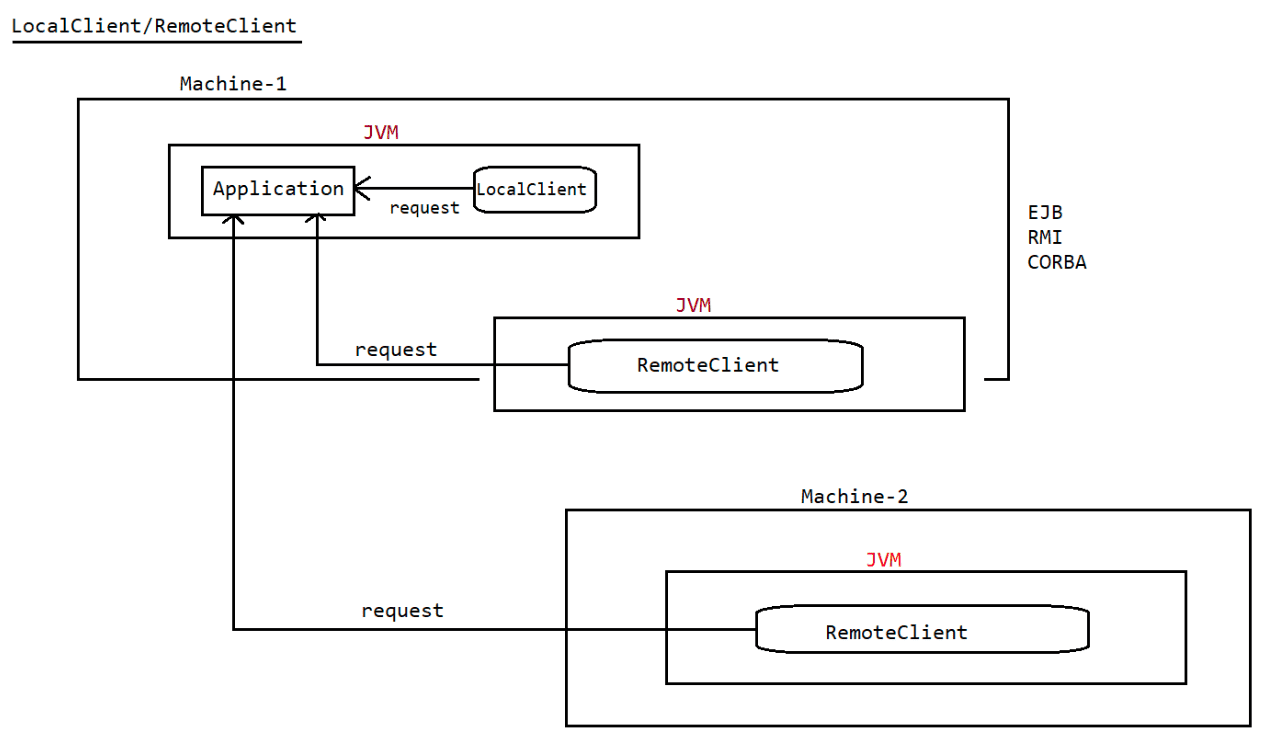 LocalClient/RemoteClient
Machine-1
JVM
Application
LocalClient
request
EJB
RMI
CORBA
JVM
request
RemoteClient
Machine-2
JVM
request
RemoteClient